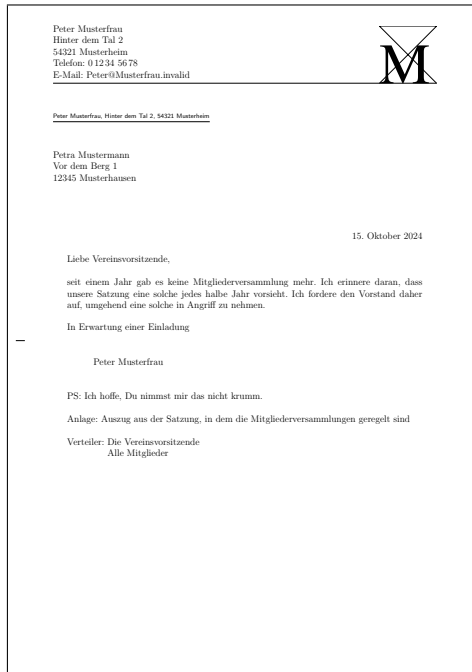 Peter Musterfrau
Hinter dem Tal 2
54321 Musterheim
Telefon: 0 12 34 56 78
E-Mail: Peter@Musterfrau.invalid
M
Peter Musterfrau, Hinter dem Tal 2, 54321 Musterheim
Petra Mustermann
Vor dem Berg 1
12345 Musterhausen
15. Oktober 2024
Liebe Vereinsvorsitzende,
seit einem Jahr gab es keine Mitgliederversammlung mehr. Ich erinnere daran, dass
unsere Satzung eine solche jedes halbe Jahr vorsieht. Ich fordere den Vorstand daher
auf, umgehend eine solche in Angriff zu nehmen.
In Erwartung einer Einladung
Peter Musterfrau
PS: Ich hoffe, Du nimmst mir das nicht krumm.
Anlage: Auszug aus der Satzung, in dem die Mitgliederversammlungen geregelt sind
Verteiler: Die Vereinsvorsitzende
Alle Mitglieder